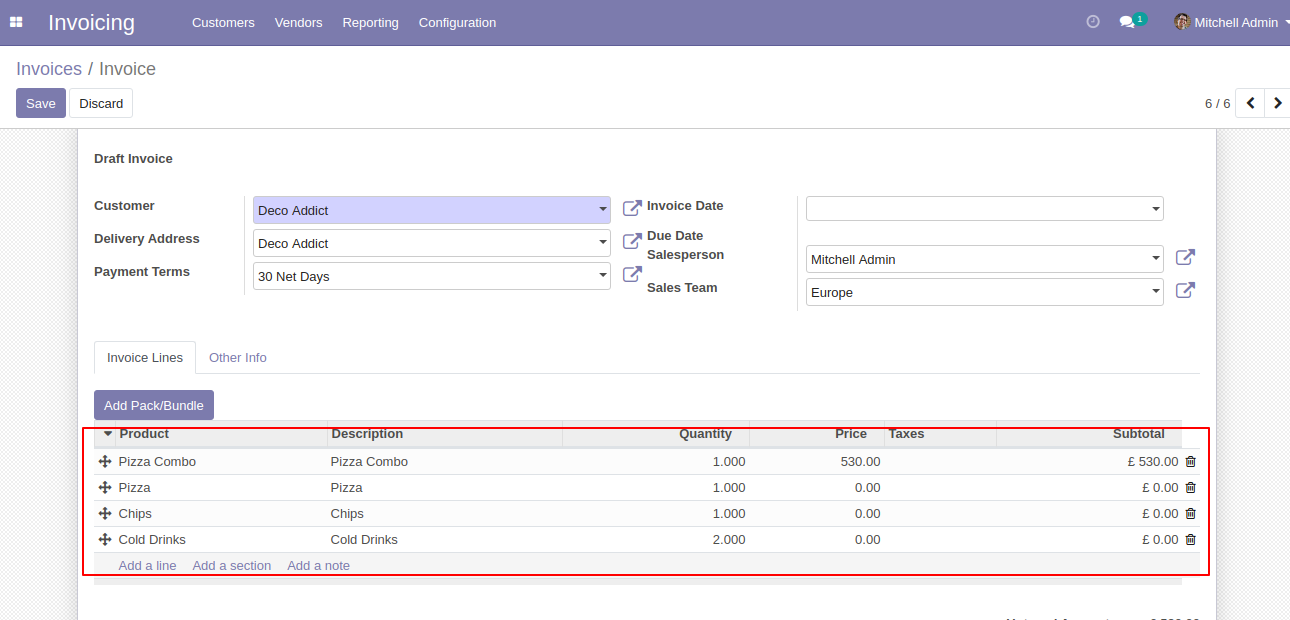 Invoicing Customers Vendors Reporting Configuration 1 Mitchell Admin
Invoices / Invoice
Save Discard 6 / 6
Draft Invoice
Customer Deco Addict Invoice Date
Delivery Address Deco Addict Due Date
Salesperson Mitchell Admin
Payment Terms 30 Net Days
Sales Team Europe
Invoice Lines Other Info
Add Pack/Bundle
Product Description Quantity Price Taxes Subtotal
Pizza Combo Pizza Combo 1.000 530.00 £ 530.00
Pizza Pizza 1.000 0.00 £ 0.00
Chips Chips 1.000 0.00 £ 0.00
Cold Drinks Cold Drinks 2.000 0.00 £ 0.00
Add a line Add a section Add a note